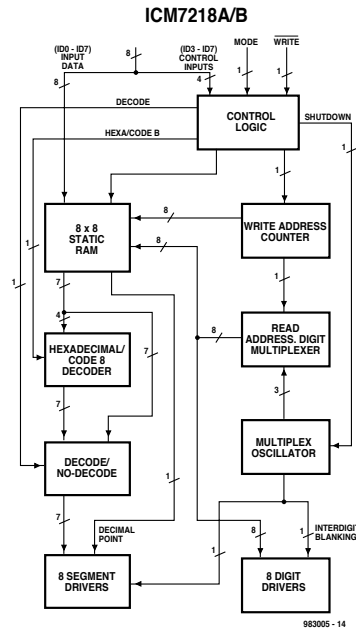 ICM7218A/B
(ID0 - ID7)
INPUT
DATA
8
8
(ID3 - ID7)
CONTROL
INPUTS
4
MODE
1
WRITE
1
DECODE
HEXA/CODE B
CONTROL
LOGIC
SHUTDOWN
1
1
8 x 8
STATIC
RAM
8
WRITE ADDRESS
COUNTER
8
1
1
1
7
4
7
8
READ
ADDRESS. DIGIT
MULTIPLEXER
HEXADECIMAL/
CODE 8
DECODER
3
7
MULTIPLEX
OSCILLATOR
DECODE/
NO-DECODE
1
7
DECIMAL
POINT
1
8
1
INTERDIGIT
BLANKING
8 SEGMENT
DRIVERS
8 DIGIT
DRIVERS
983005 - 14